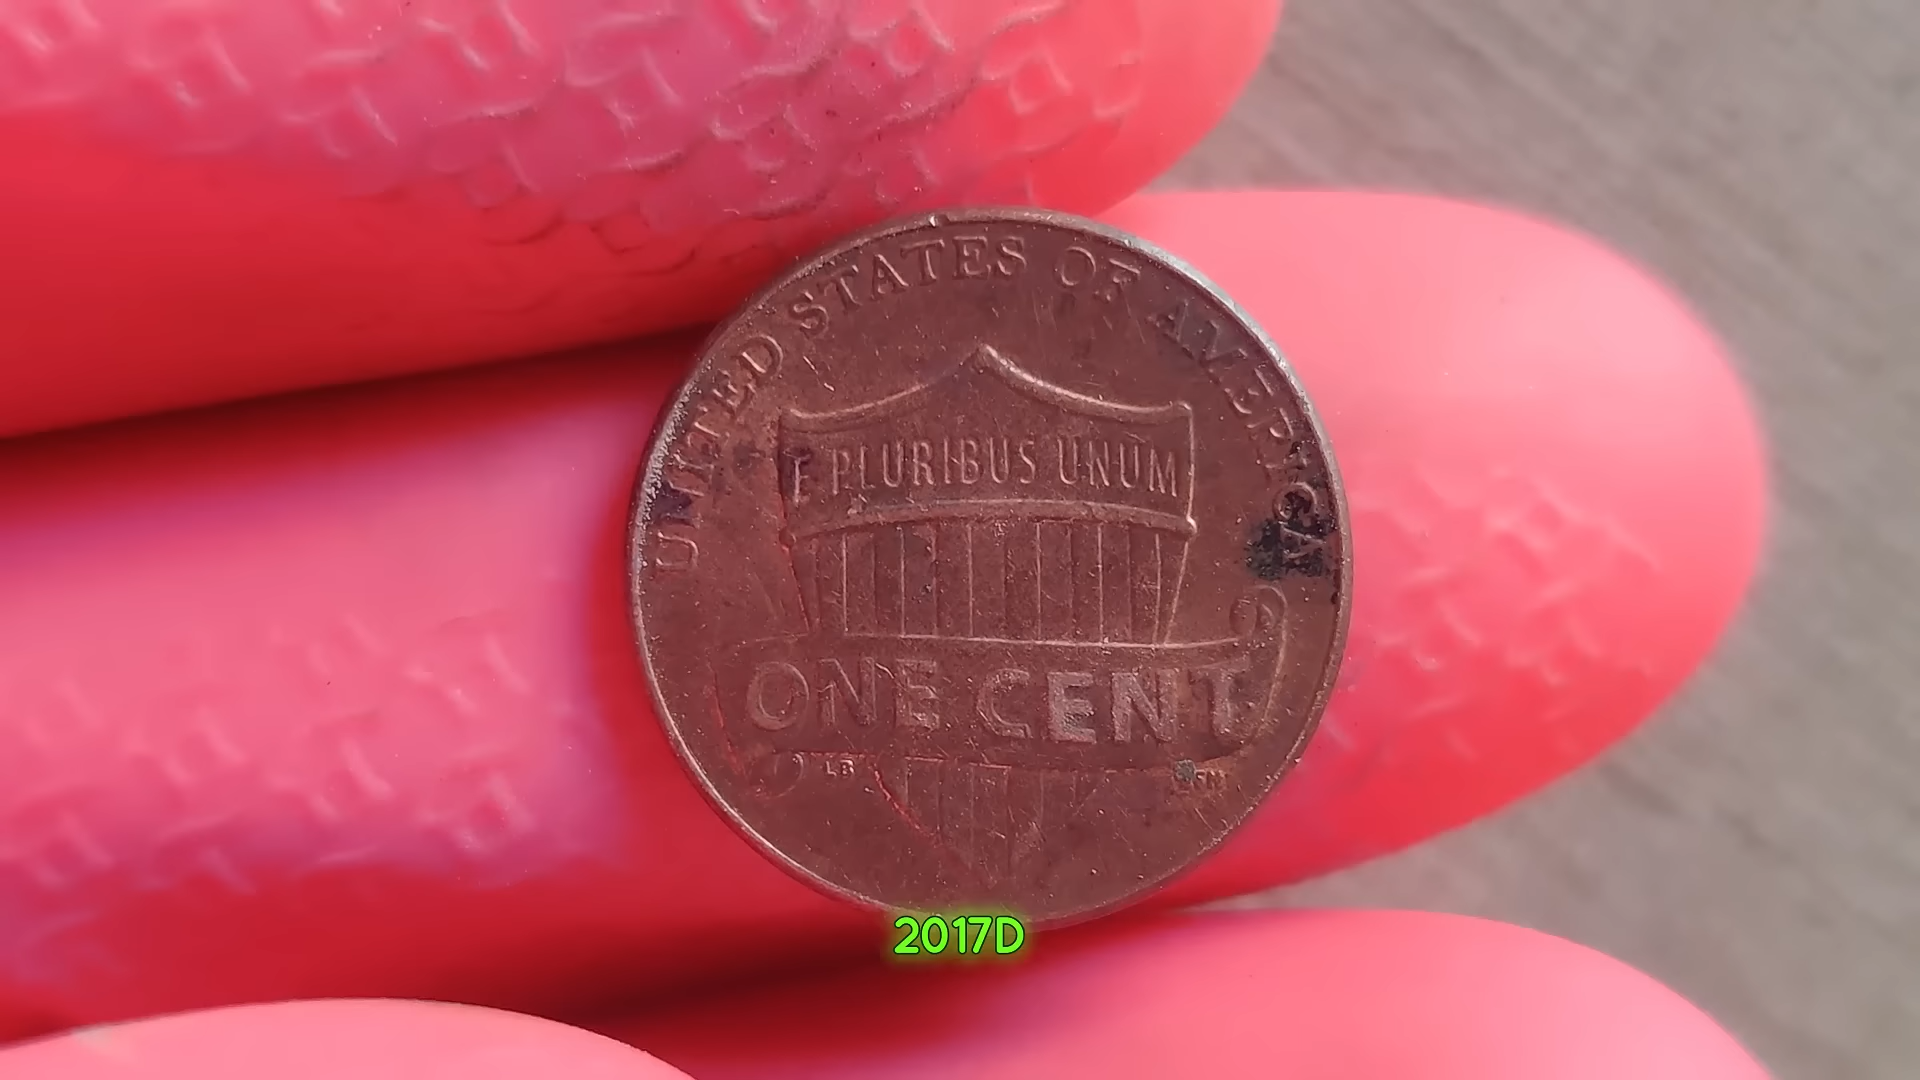 UNITED STATES OF AMERICA
E PLURIBUS UNUM
ONE CENT
LB
2017D